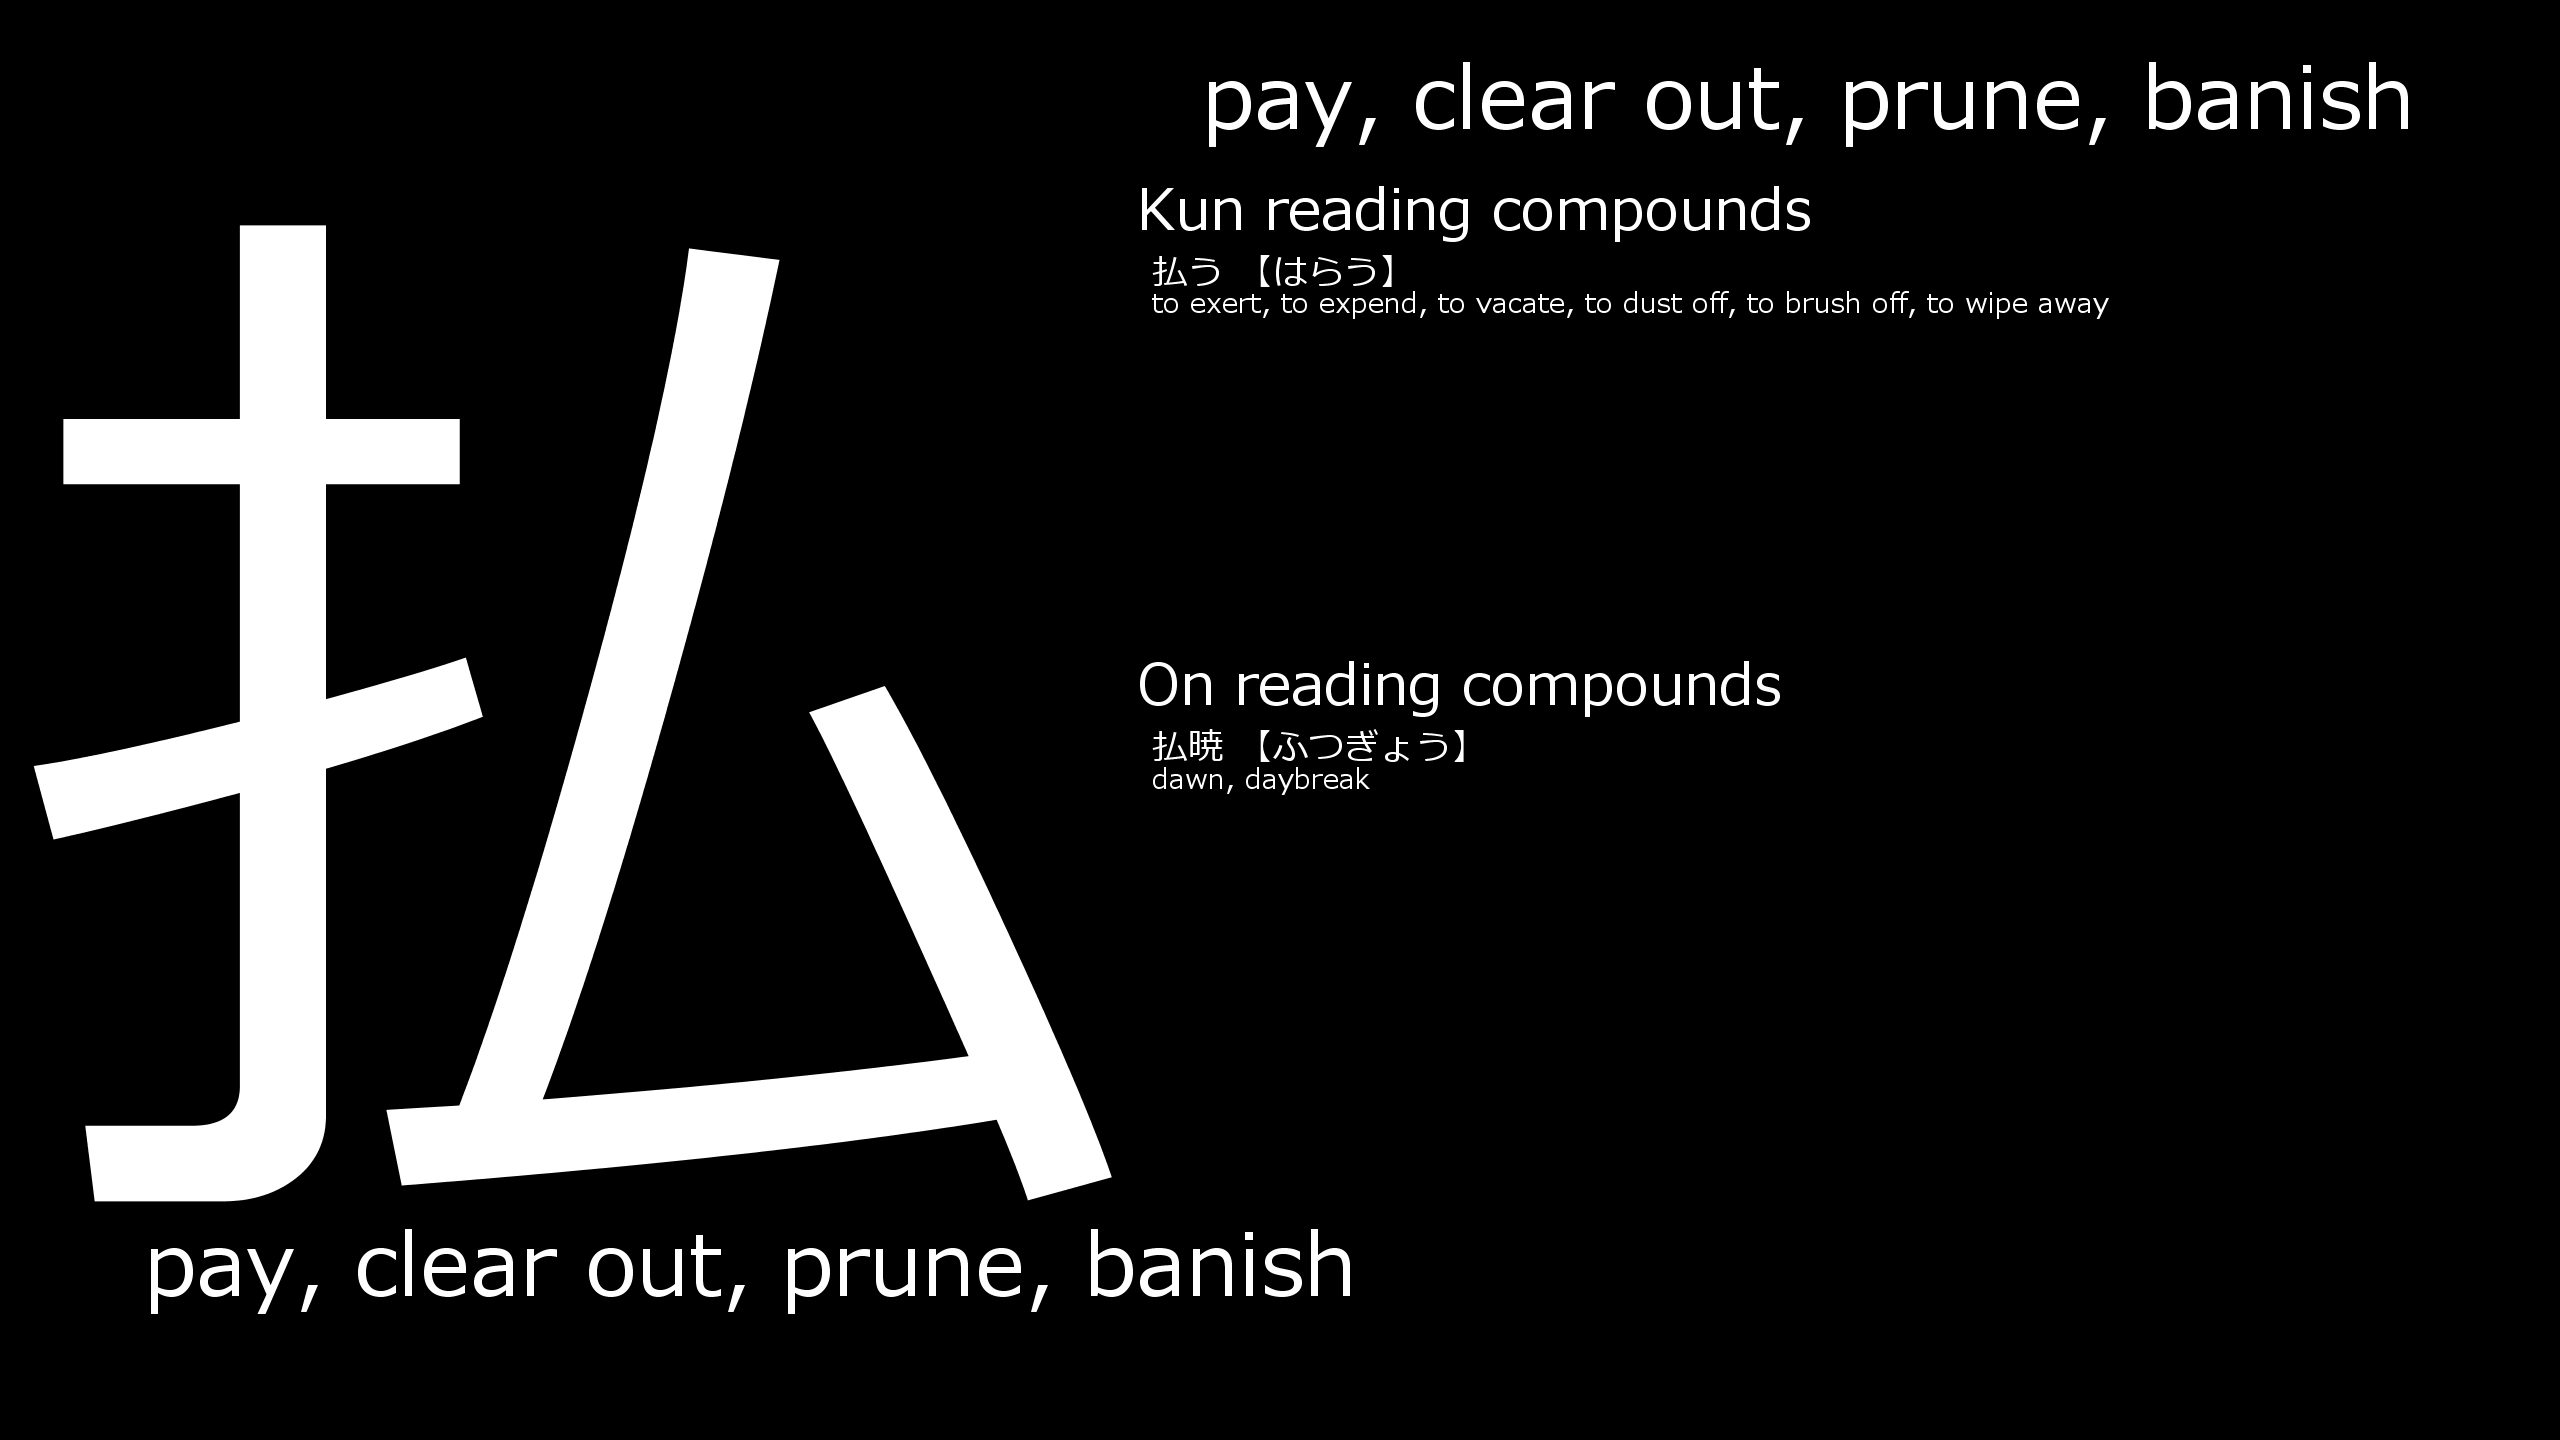 払
pay, clear out, prune, banish
Kun reading compounds
払う 【はらう】
to exert, to expend, to vacate, to dust off, to brush off, to wipe away
On reading compounds
払暁 【ふつぎょう】
dawn, daybreak
pay, clear out, prune, banish